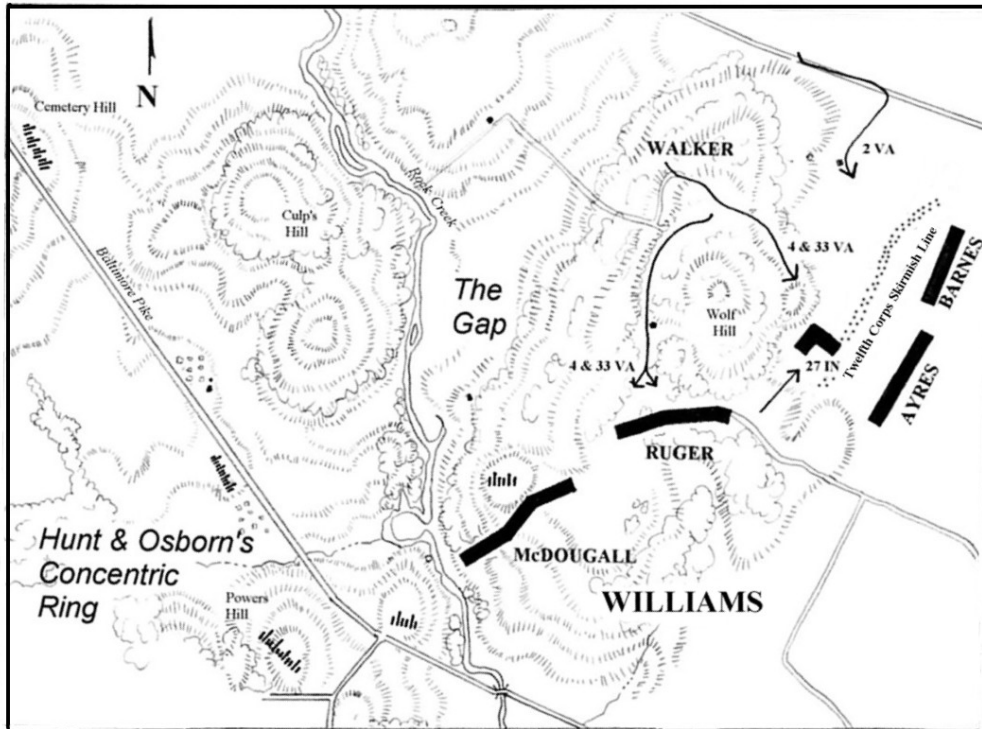 N
Cemetery Hill
Culp's
Hill
Rock Creek
Baltimore Pike
The
Gap
WALKER
2 VA
4 & 33 VA
Wolf
Hill
4 & 33 VA
27 IN
Twelfth Corps Skirmish Line
BARNES
AYRES
RUGER
McDOUGALL
WILLIAMS
Hunt & Osborn's
Concentric
Ring
Powers
Hill